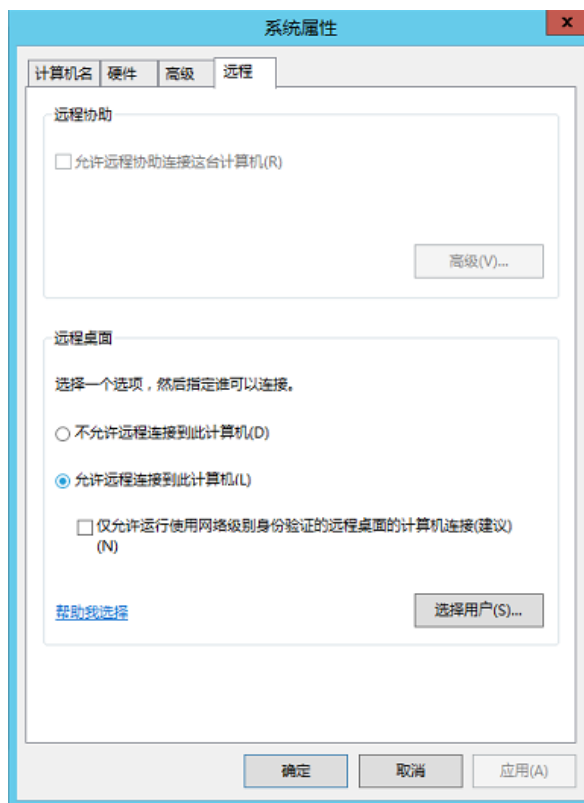 系统属性
x
计算机名 硬件 高级 远程
远程协助
允许远程协助连接这台计算机(R)
高级(V)...
远程桌面
选择一个选项，然后指定谁可以连接。
不允许远程连接到此计算机(D)
允许远程连接到此计算机(L)
仅允许运行使用网络级别身份验证的远程桌面的计算机连接(建议)
(N)
帮助我选择 选择用户(S)...
确定 取消 应用(A)